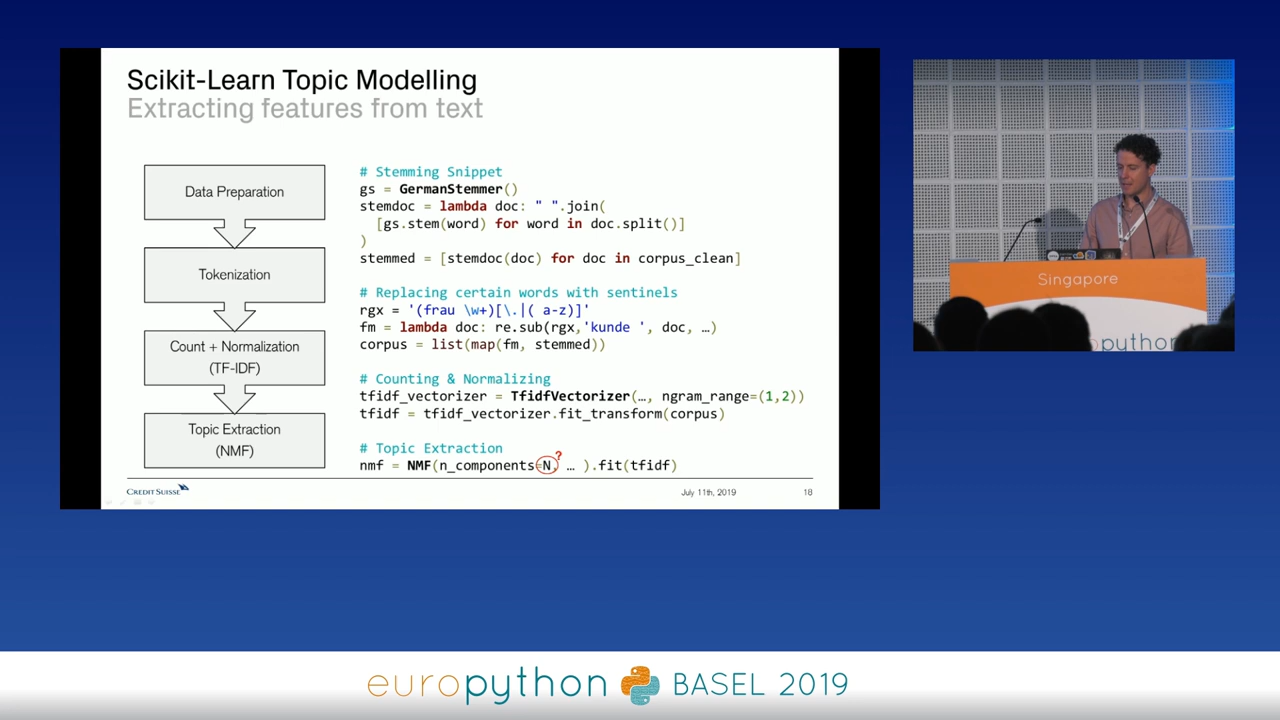 Scikit-Learn Topic Modelling
Extracting features from text
Data Preparation
Tokenization
Count + Normalization
(TF-IDF)
Topic Extraction
(NMF)
# Stemming Snippet
gs = GermanStemmer()
stemdoc = lambda doc: " ".join(
[gs.stem(word) for word in doc.split()]
)
stemmed = [stemdoc(doc) for doc in corpus_clean]
# Replacing certain words with sentinels
rgx = '(frau \w+)[\.|( a-z)]'
fm = lambda doc: re.sub(rgx,'kunde ', doc, …)
corpus = list(map(fm, stemmed))
# Counting & Normalizing
tfidf_vectorizer = TfidfVectorizer(…, ngram_range=(1,2))
tfidf = tfidf_vectorizer.fit_transform(corpus)
# Topic Extraction
?
nmf = NMF(n_components=N, … ).fit(tfidf)
CREDIT SUISSE
July 11th, 2019
18
Singapore
opython
europython BASEL 2019